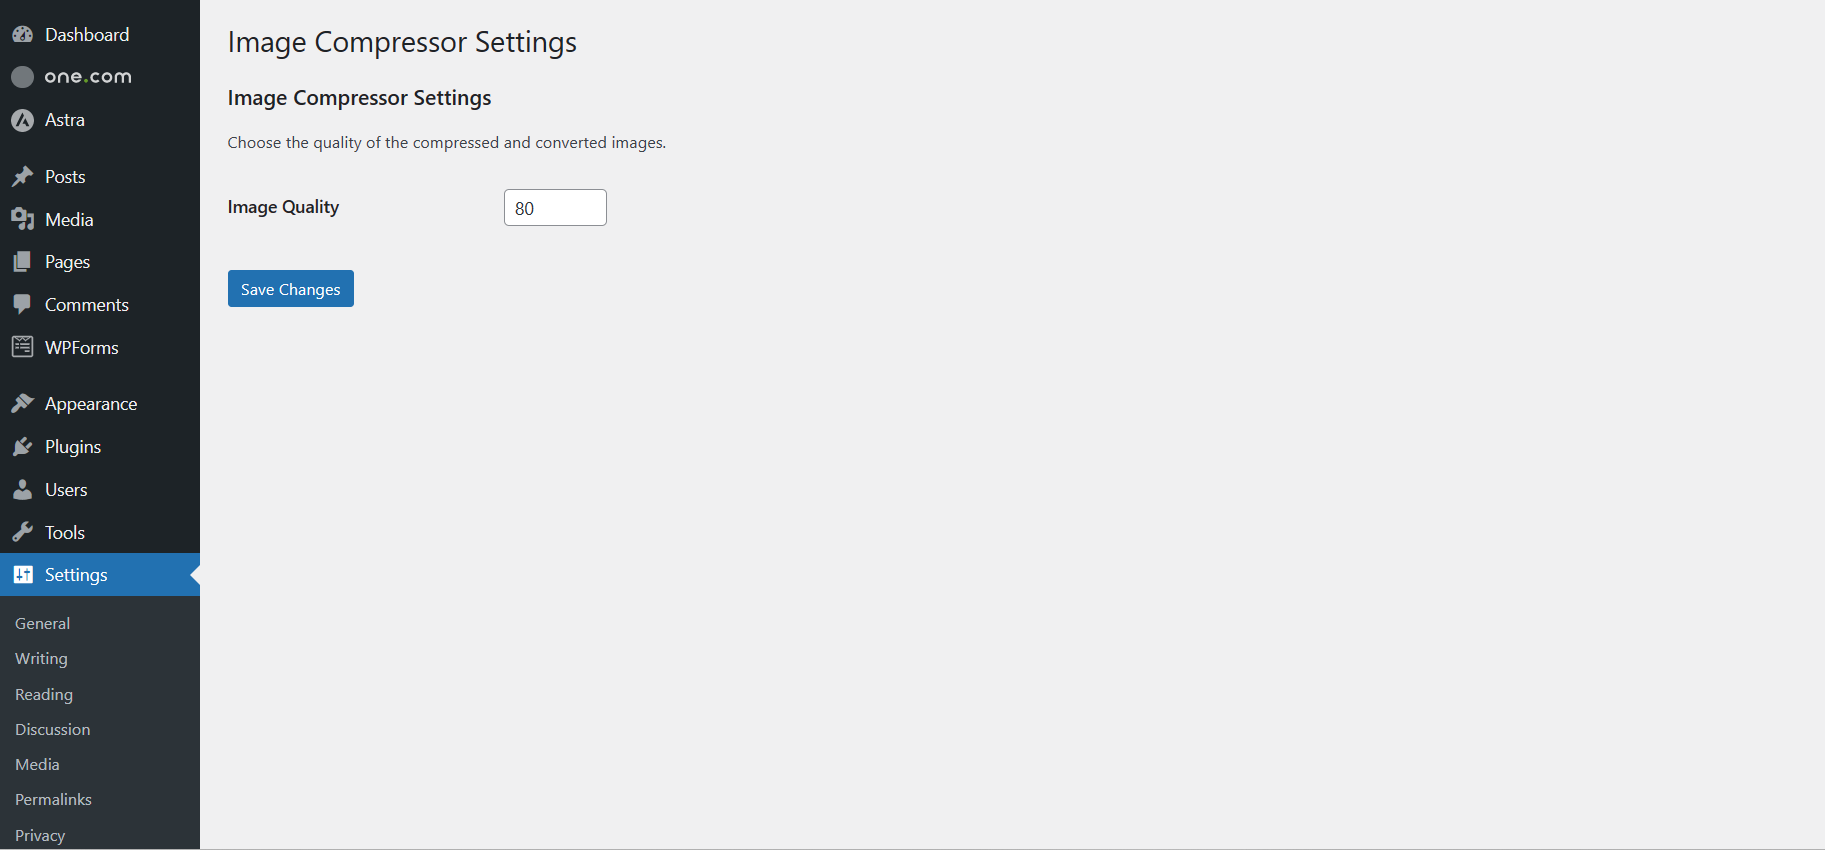 Dashboard
one.com
Astra
Posts
Media
Pages
Comments
WPForms
Appearance
Plugins
Users
Tools
Settings
General
Writing
Reading
Discussion
Media
Permalinks
Privacy
Image Compressor Settings
Image Compressor Settings
Choose the quality of the compressed and converted images.
Image Quality 80
Save Changes